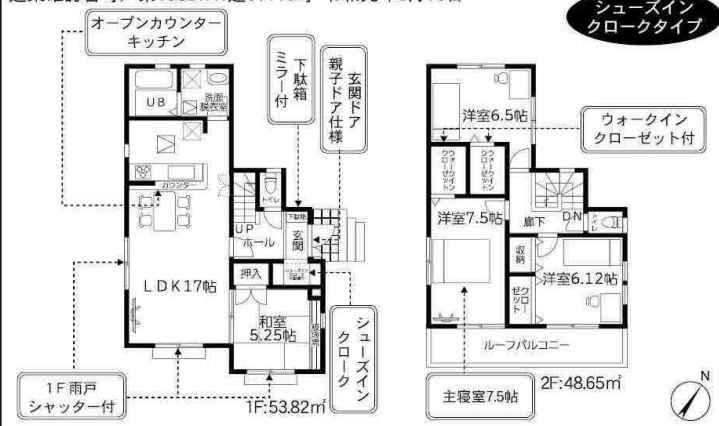 シューズイン
クロークタイプ
オープンカウンター
キッチン
下駄箱
ミラー付
玄関ドア
親子ドア仕様
UB
洗面
脱衣室
カウンター
トイレ
UP
ホール
下駄箱
玄関
LDK17帖
押入
和室
5.25帖
シューズイン
クローク
1F雨戸
シャッター付
1F:53.82㎡
洋室6.5帖
ウォークイン
クローゼット付
ウォークイン
クローゼット
ウォークイン
クローゼット
洋室7.5帖
廊下
DN
トイレ
収納
洋室6.12帖
クロー
ゼット
ルーフバルコニー
主寝室7.5帖
2F:48.65㎡
N